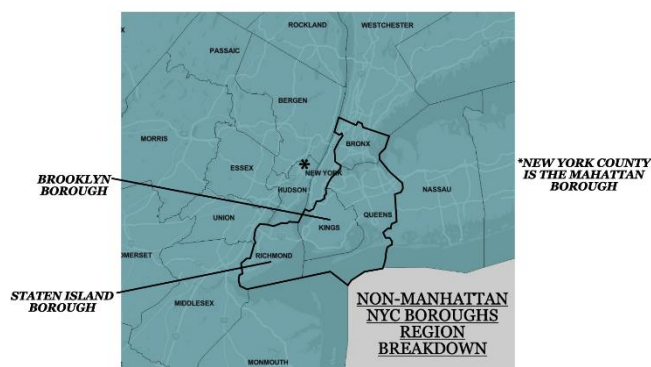 ROCKLAND
WESTCHESTER
PASSAIC
BERGEN
MORRIS
BRONX
ESSEX
*
NEW YORK
HUDSON
NASSAU
UNION
KINGS
QUEENS
OMERSET
RICHMOND
MIDDLESEX
MONMOUTH
BROOKLYN
BOROUGH
STATEN ISLAND
BOROUGH
*NEW YORK COUNTY
IS THE MAHATTAN
BOROUGH
NON-MANHATTAN
NYC BOROUGHS
REGION
BREAKDOWN